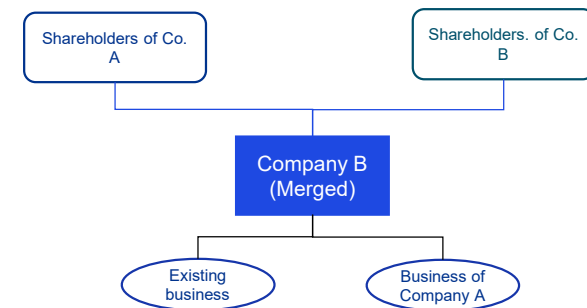 Shareholders of Co.
A
Shareholders. of Co.
B
Company B
(Merged)
Existing
business
Business of
Company A